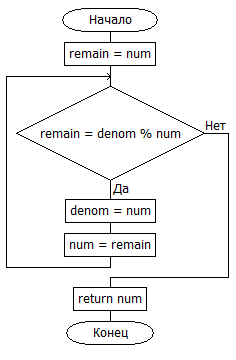 Начало
remain = num
remain = denom % num
Нет
Да
denom = num
num = remain
return num
Конец